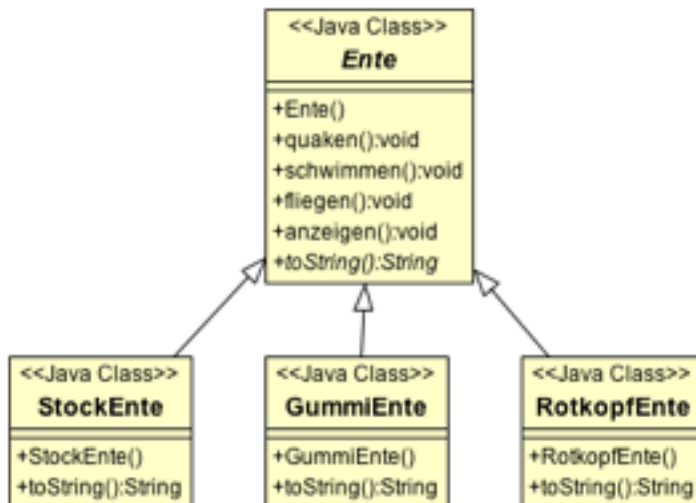 <<Java Class>>
Ente
+Ente()
+quaken():void
+schwimmen():void
+fliegen():void
+anzeigen():void
+toString():String
<<Java Class>>
StockEnte
+StockEnte()
+toString():String
<<Java Class>>
GummiEnte
+GummiEnte()
+toString():String
<<Java Class>>
RotkopfEnte
+RotkopfEnte()
+toString():String